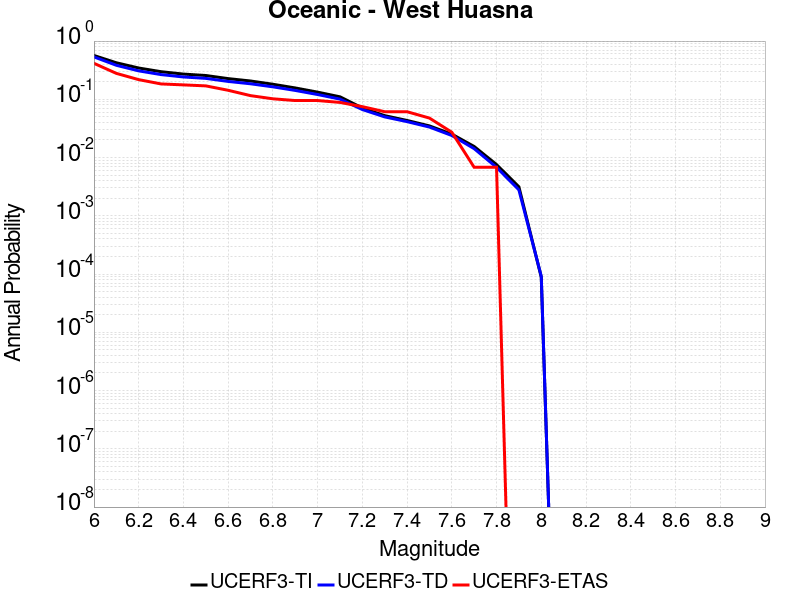 Oceanic - West Huasna
10^0
10^-1
10^-2
10^-3
10^-4
10^-5
10^-6
10^-7
10^-8
Annual Probability
6 6.2 6.4 6.6 6.8 7 7.2 7.4 7.6 7.8 8 8.2 8.4 8.6 8.8 9
Magnitude
UCERF3-TI UCERF3-TD UCERF3-ETAS